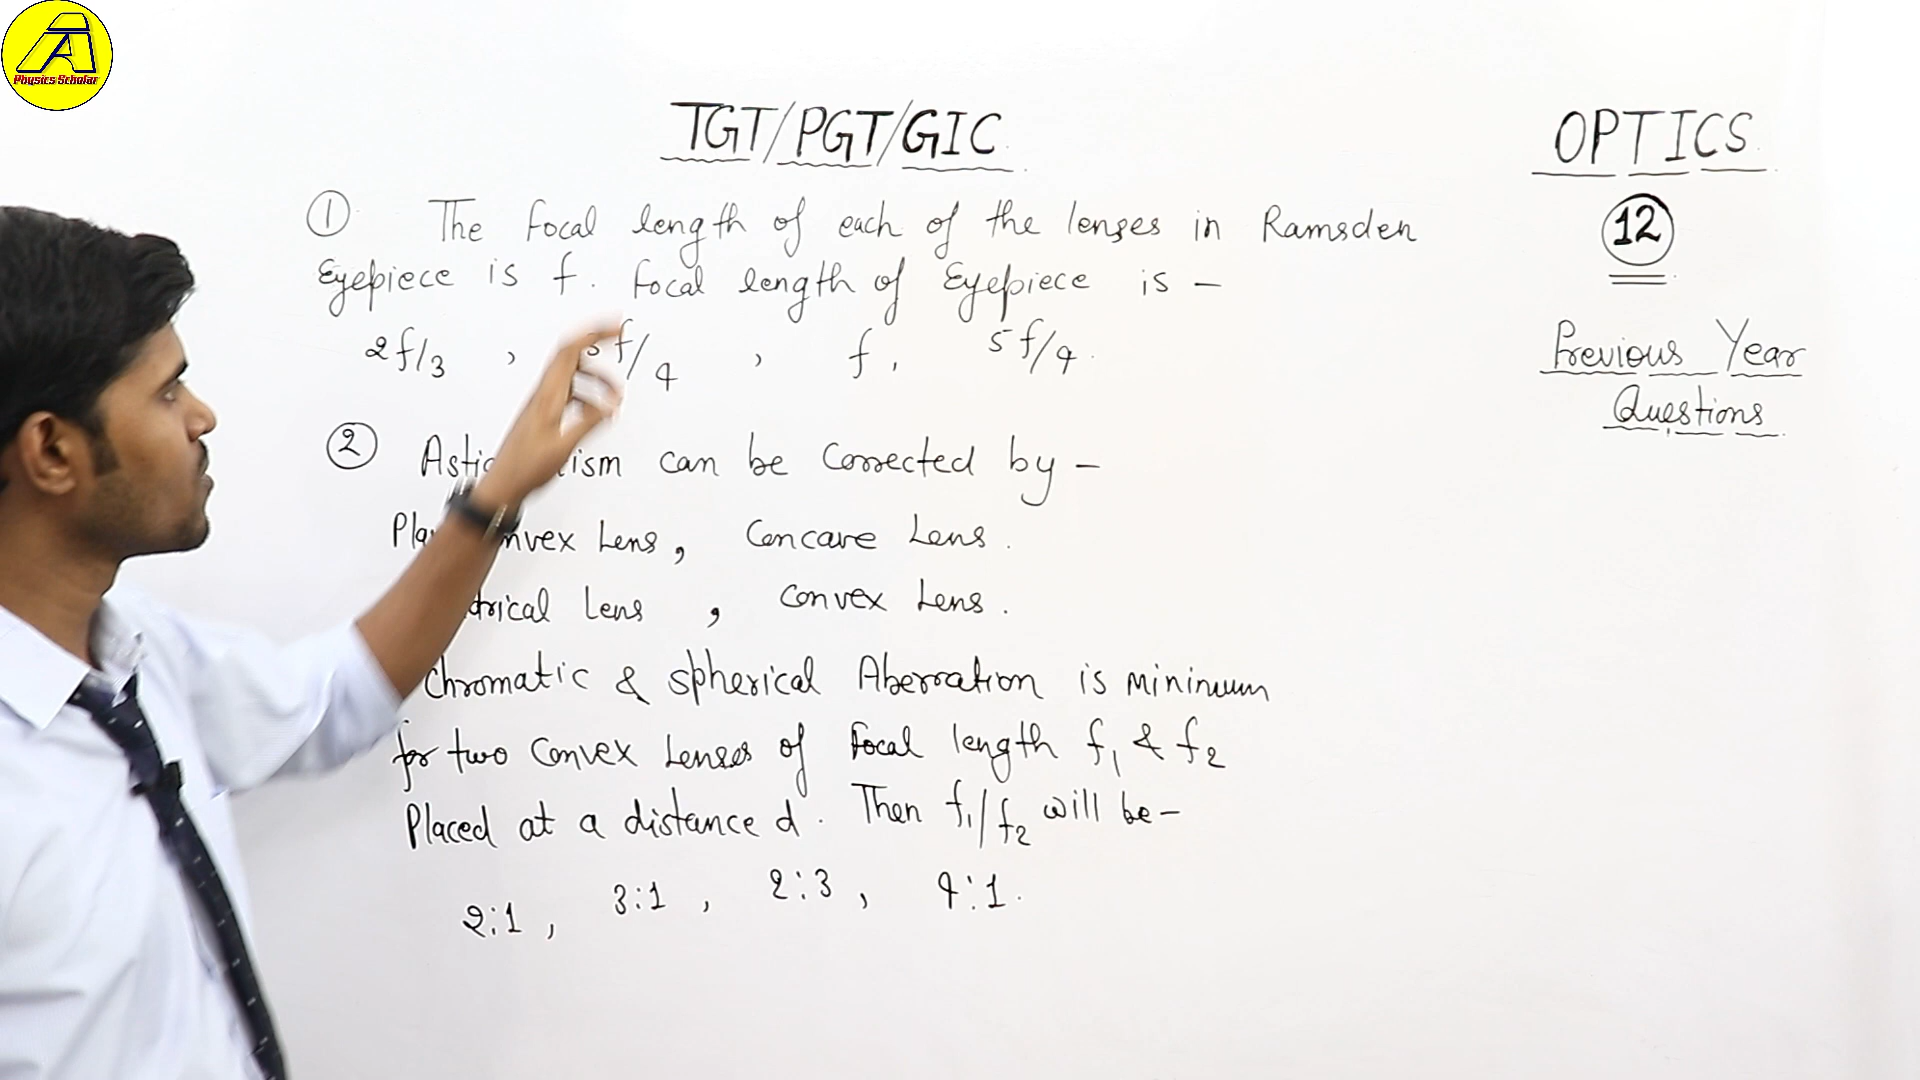 A
Physics Scholar
TGT/PGT/GIC
OPTICS
12
Previous Year
Questions
① The Focal length of each of the lenses in Ramsden
Eyepiece is f. Focal length of Eyepiece is -
2f/3 , f/4 , f, 5f/4.
② can be Corrected by -
Lens, Concave Lens.
Lens , Convex Lens.
Chromatic & Spherical Aberration is mininum
for two Convex Lenses of Focal length f₁ & f₂
Placed at a distance d. Then f₁/f₂ will be-
2:1, 3:1, 2:3, 4:1.